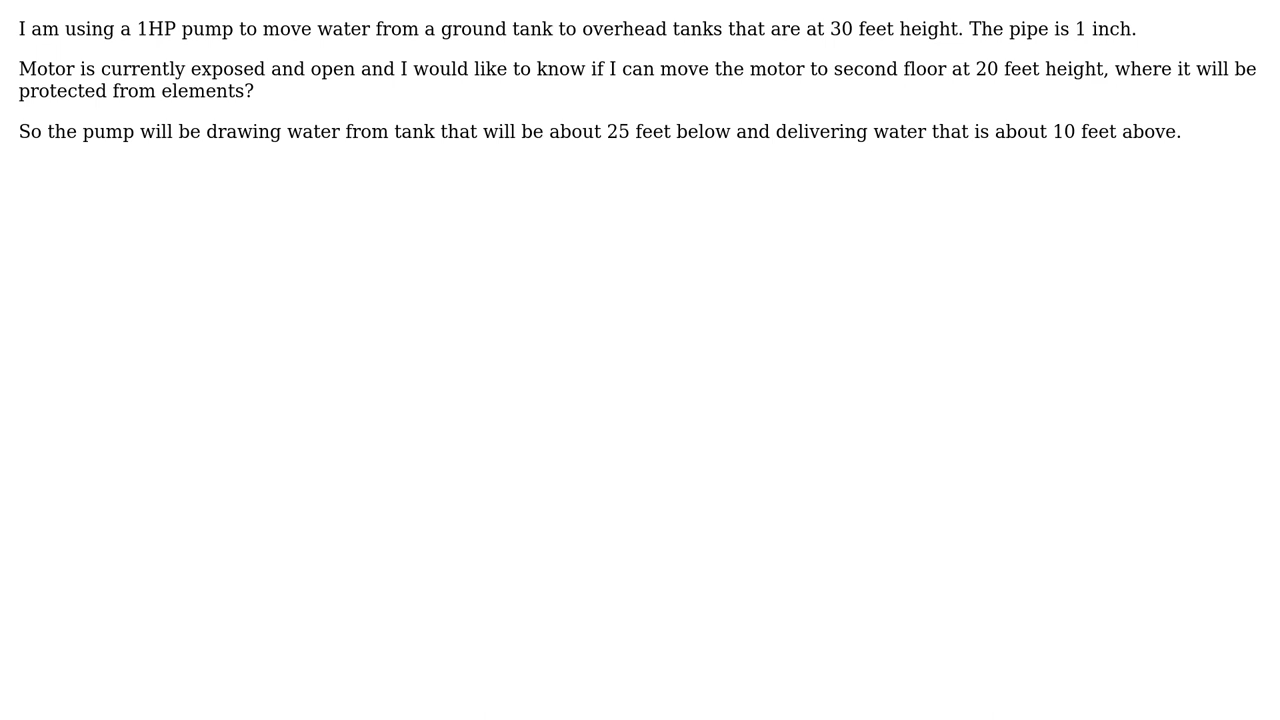 I am using a 1HP pump to move water from a ground tank to overhead tanks that are at 30 feet height. The pipe is 1 inch.
Motor is currently exposed and open and I would like to know if I can move the motor to second floor at 20 feet height, where it will be
protected from elements?
So the pump will be drawing water from tank that will be about 25 feet below and delivering water that is about 10 feet above.